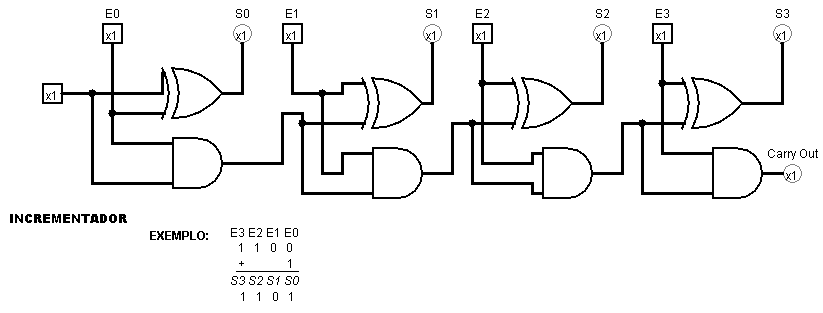 E0 S0 E1 S1 E2 S2 E3 S3
x1 x1 x1 x1 x1 x1 x1 x1
x1
Carry Out
x1
INCREMENTADOR
EXEMPLO: E3 E2 E1 E0
1 1 0 0
+ 1
S3 S2 S1 S0
1 1 0 1